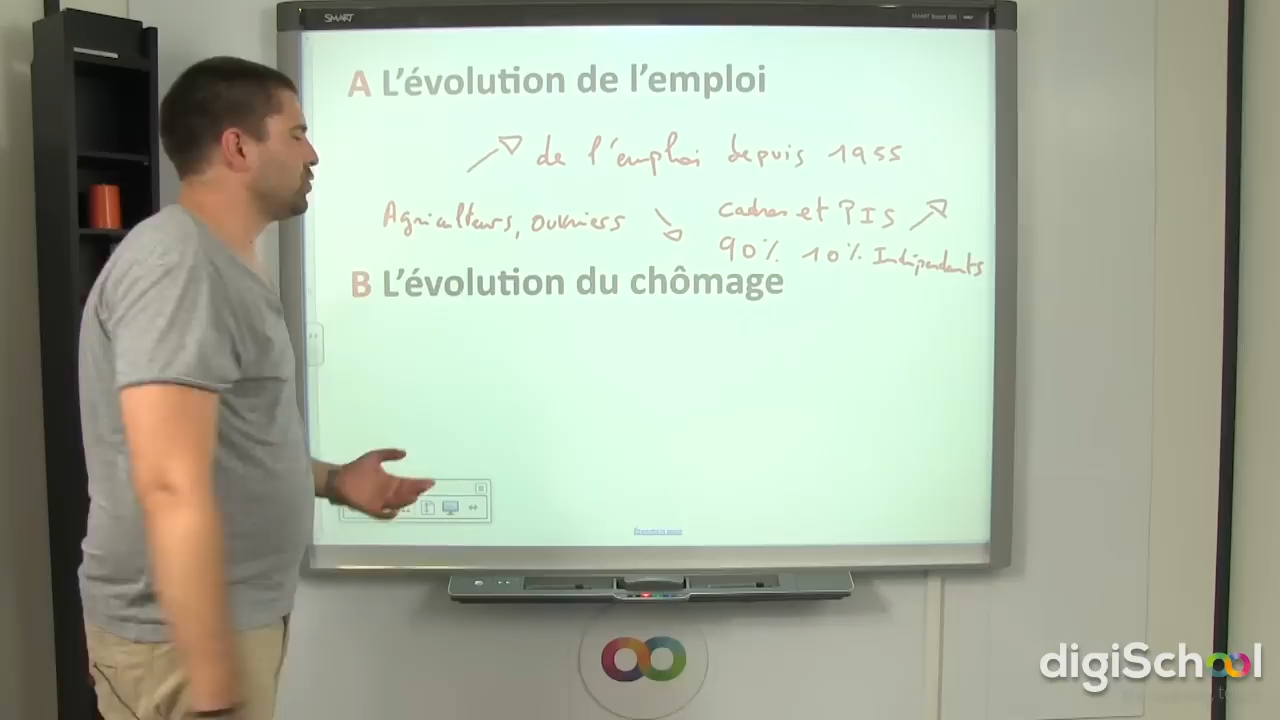 SMART
A L'évolution de l'emploi
de l'emploi depuis 1955
Agriculteurs, ouvriers
cadres et PIS
90% 10% Indépendants
B L'évolution du chômage
digiSchool